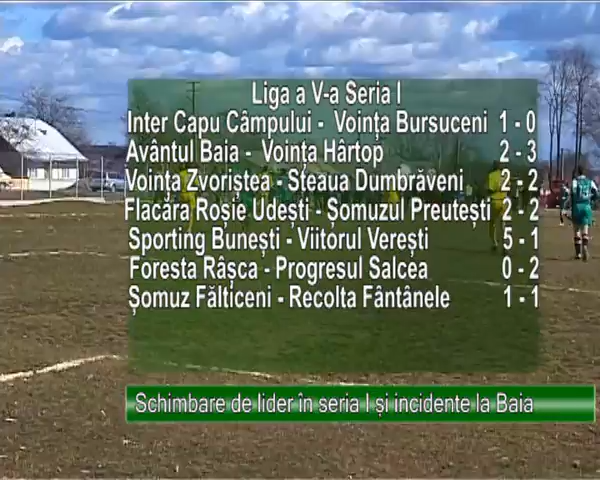 Liga a V-a Seria I
Inter Capu Câmpului - Voința Bursuceni 1 - 0
Avântul Baia - Voința Hârtop 2 - 3
Voința Zvoriștea - Steaua Dumbrăveni 2 - 2
Flacăra Roșie Udești - Șomuzul Preutești 2 - 2
Sporting Bunești - Viitorul Verești 5 - 1
Foresta Râșca - Progresul Salcea 0 - 2
Șomuz Fălticeni - Recolta Fântânele 1 - 1
Schimbare de lider în seria I și incidente la Baia